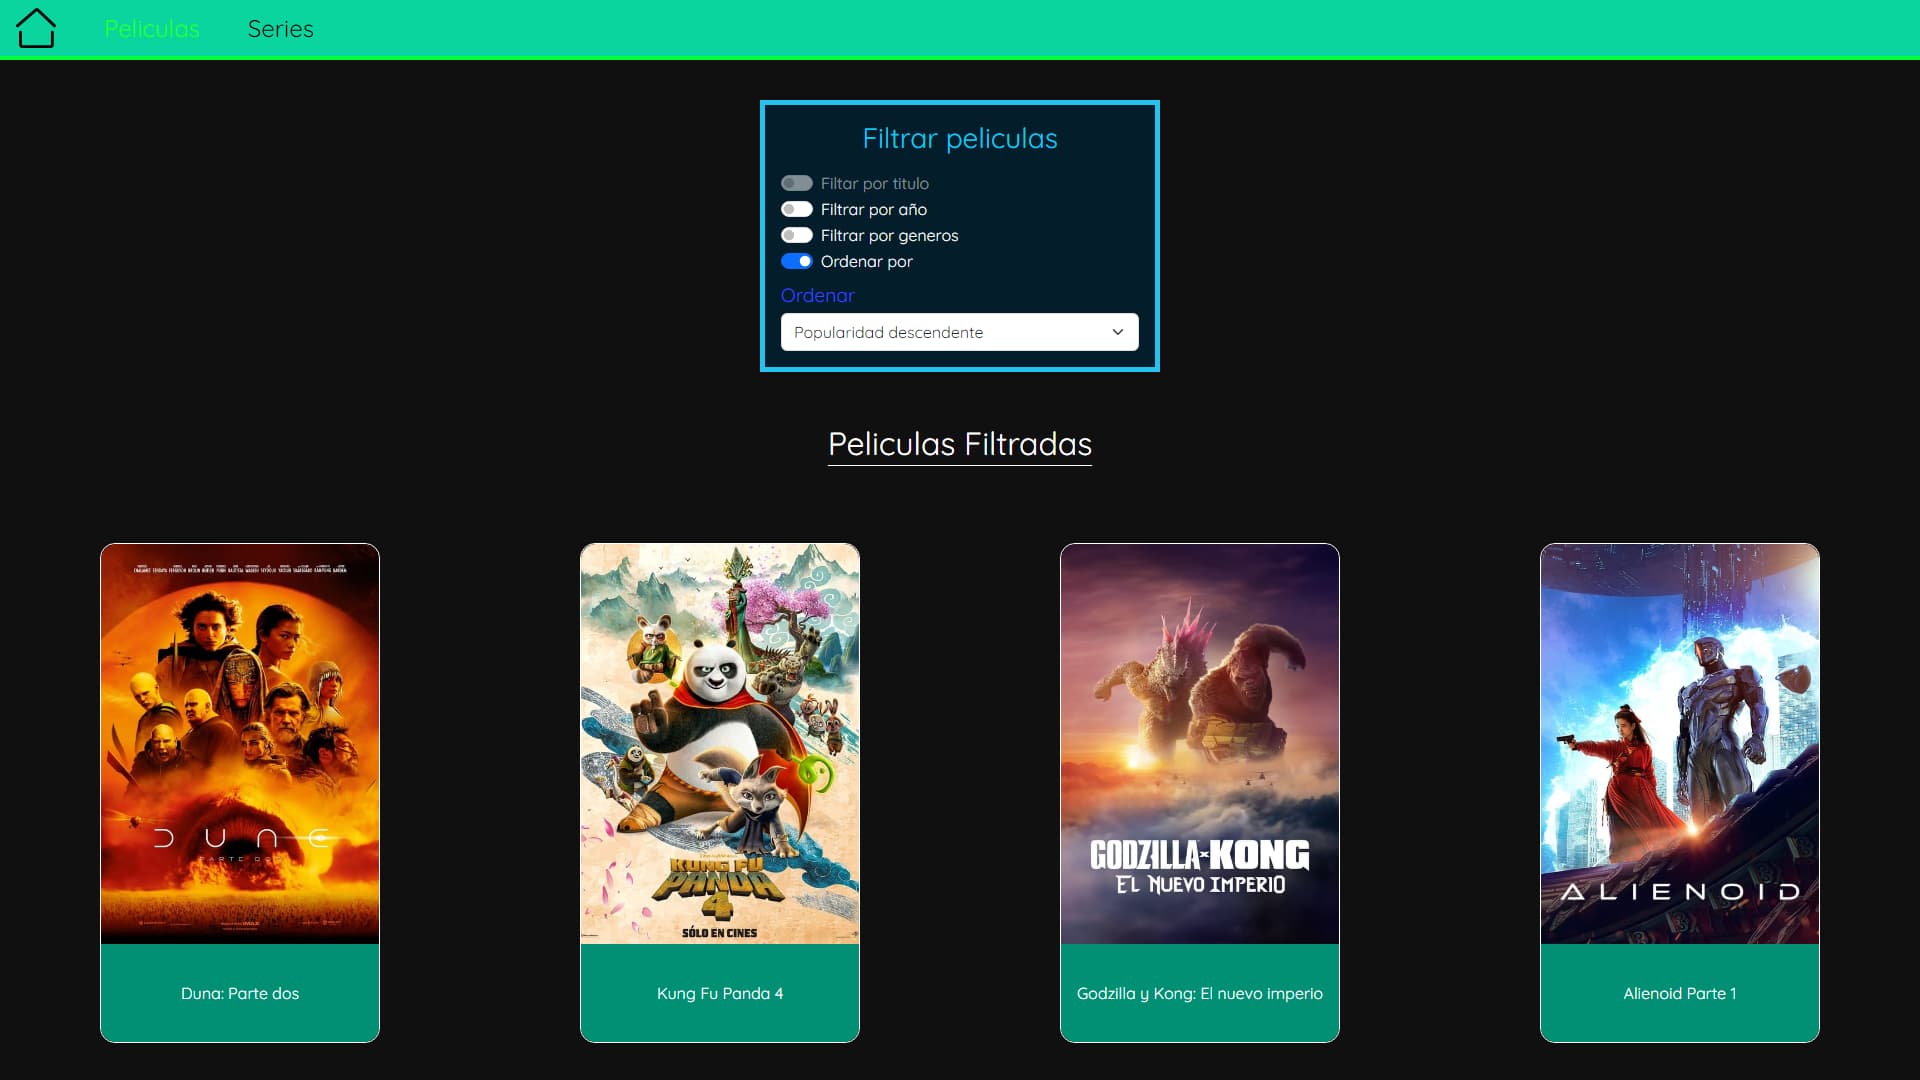 Peliculas
Series
Filtrar peliculas
Filtar por titulo
Filtrar por año
Filtrar por generos
Ordenar por
Ordenar
Popularidad descendente
Peliculas Filtradas
DUNE
PARTE DOS
KUNG FU
PANDA
4
SÓLO EN CINES
GODZILLA x KONG
EL NUEVO IMPERIO
ALIENOID
Duna: Parte dos
Kung Fu Panda 4
Godzilla y Kong: El nuevo imperio
Alienoid Parte 1